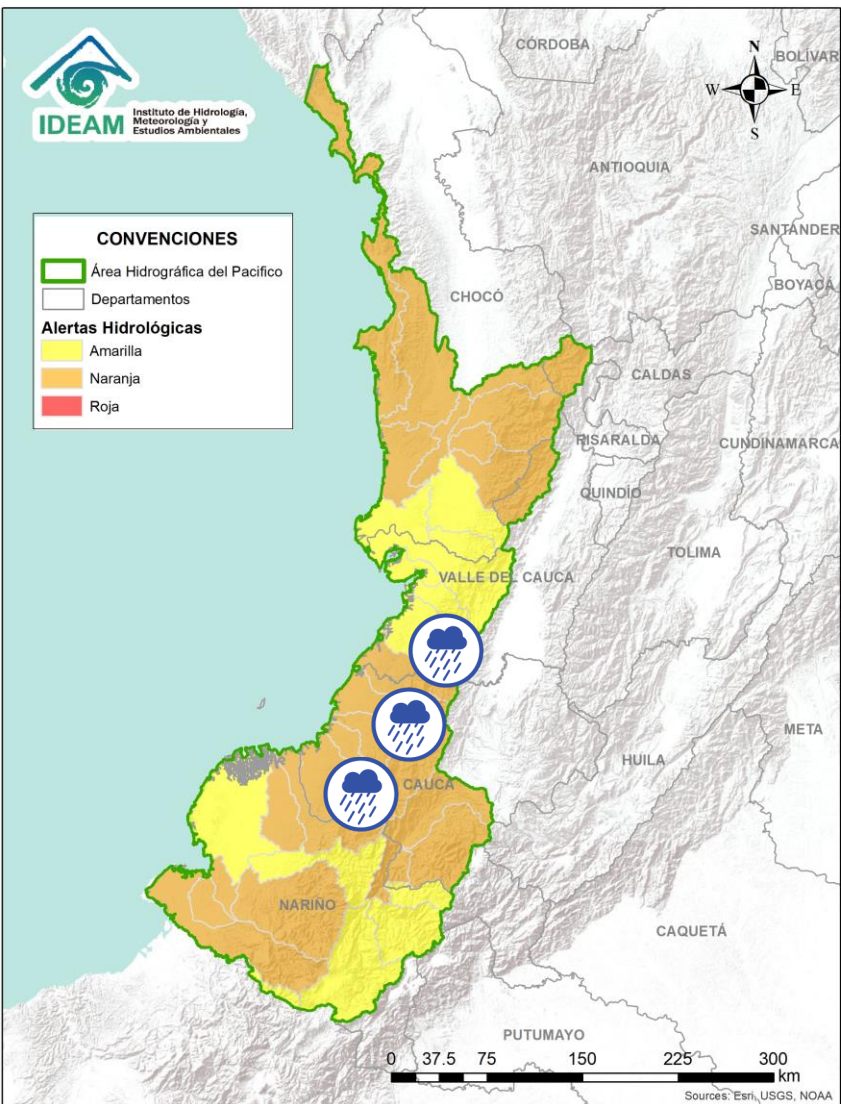 IDEAM
Instituto de Hidrología,
Meteorología y
Estudios Ambientales
CÓRDOBA
BOLÍVAR
N
W
E
S
ANTIOQUIA
SANTANDER
BOYACÁ
CONVENCIONES
Área Hidrográfica del Pacifico
Departamentos
Alertas Hidrológicas
Amarilla
Naranja
Roja
CHOCÓ
CALDAS
RISARALDA
CUNDINAMARCA
QUINDÍO
TOLIMA
VALLE DEL CAUCA
META
HUILA
CAUCA
NARIÑO
CAQUETÁ
PUTUMAYO
0 37.5 75 150 225 300
km
Sources: Esri, USGS, NOAA